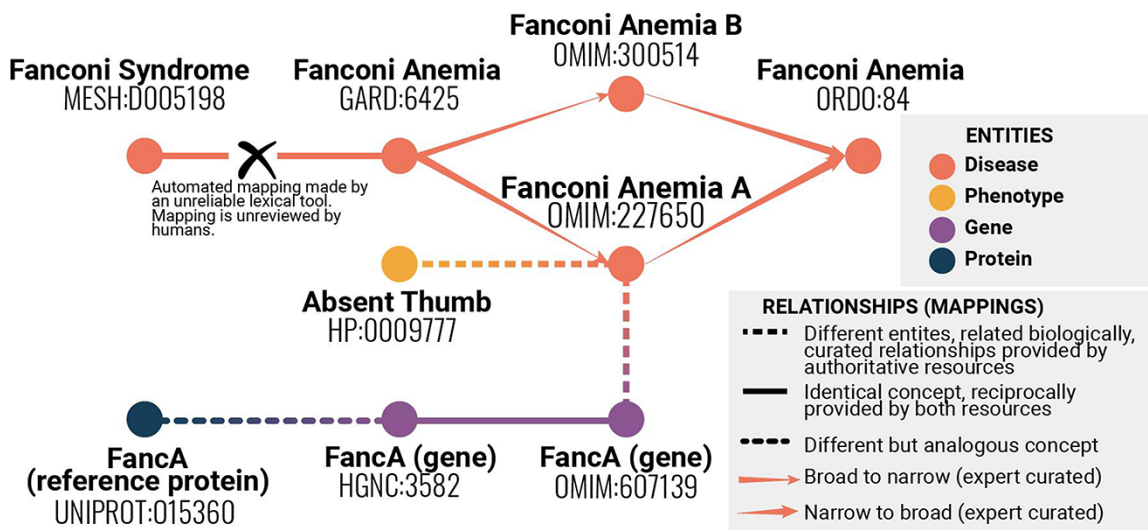 Fanconi Anemia B
OMIM:300514
Fanconi Syndrome
MESH:D005198
Fanconi Anemia
GARD:6425
Fanconi Anemia
ORDO:84
Automated mapping made by
an unreliable lexical tool.
Mapping is unreviewed by
humans.
Fanconi Anemia A
OMIM:227650
Absent Thumb
HP:0009777
FancA
(reference protein)
UNIPROT:O15360
FancA (gene)
HGNC:3582
FancA (gene)
OMIM:607139
ENTITIES
Disease
Phenotype
Gene
Protein
RELATIONSHIPS (MAPPINGS)
Different entites, related biologically,
curated relationships provided by
authoritative resources
Identical concept, reciprocally
provided by both resources
Different but analogous concept
Broad to narrow (expert curated)
Narrow to broad (expert curated)